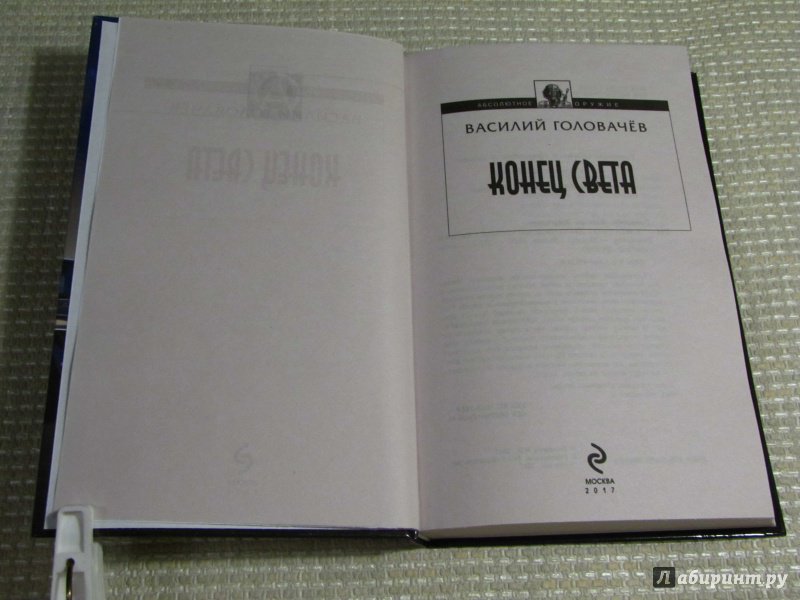 АБСОЛЮТНОЕ ОРУЖИЕ
ВАСИЛИЙ ГОЛОВАЧЁВ
КОНЕЦ СВЕТА
МОСКВА
2017
Лабиринт.ру